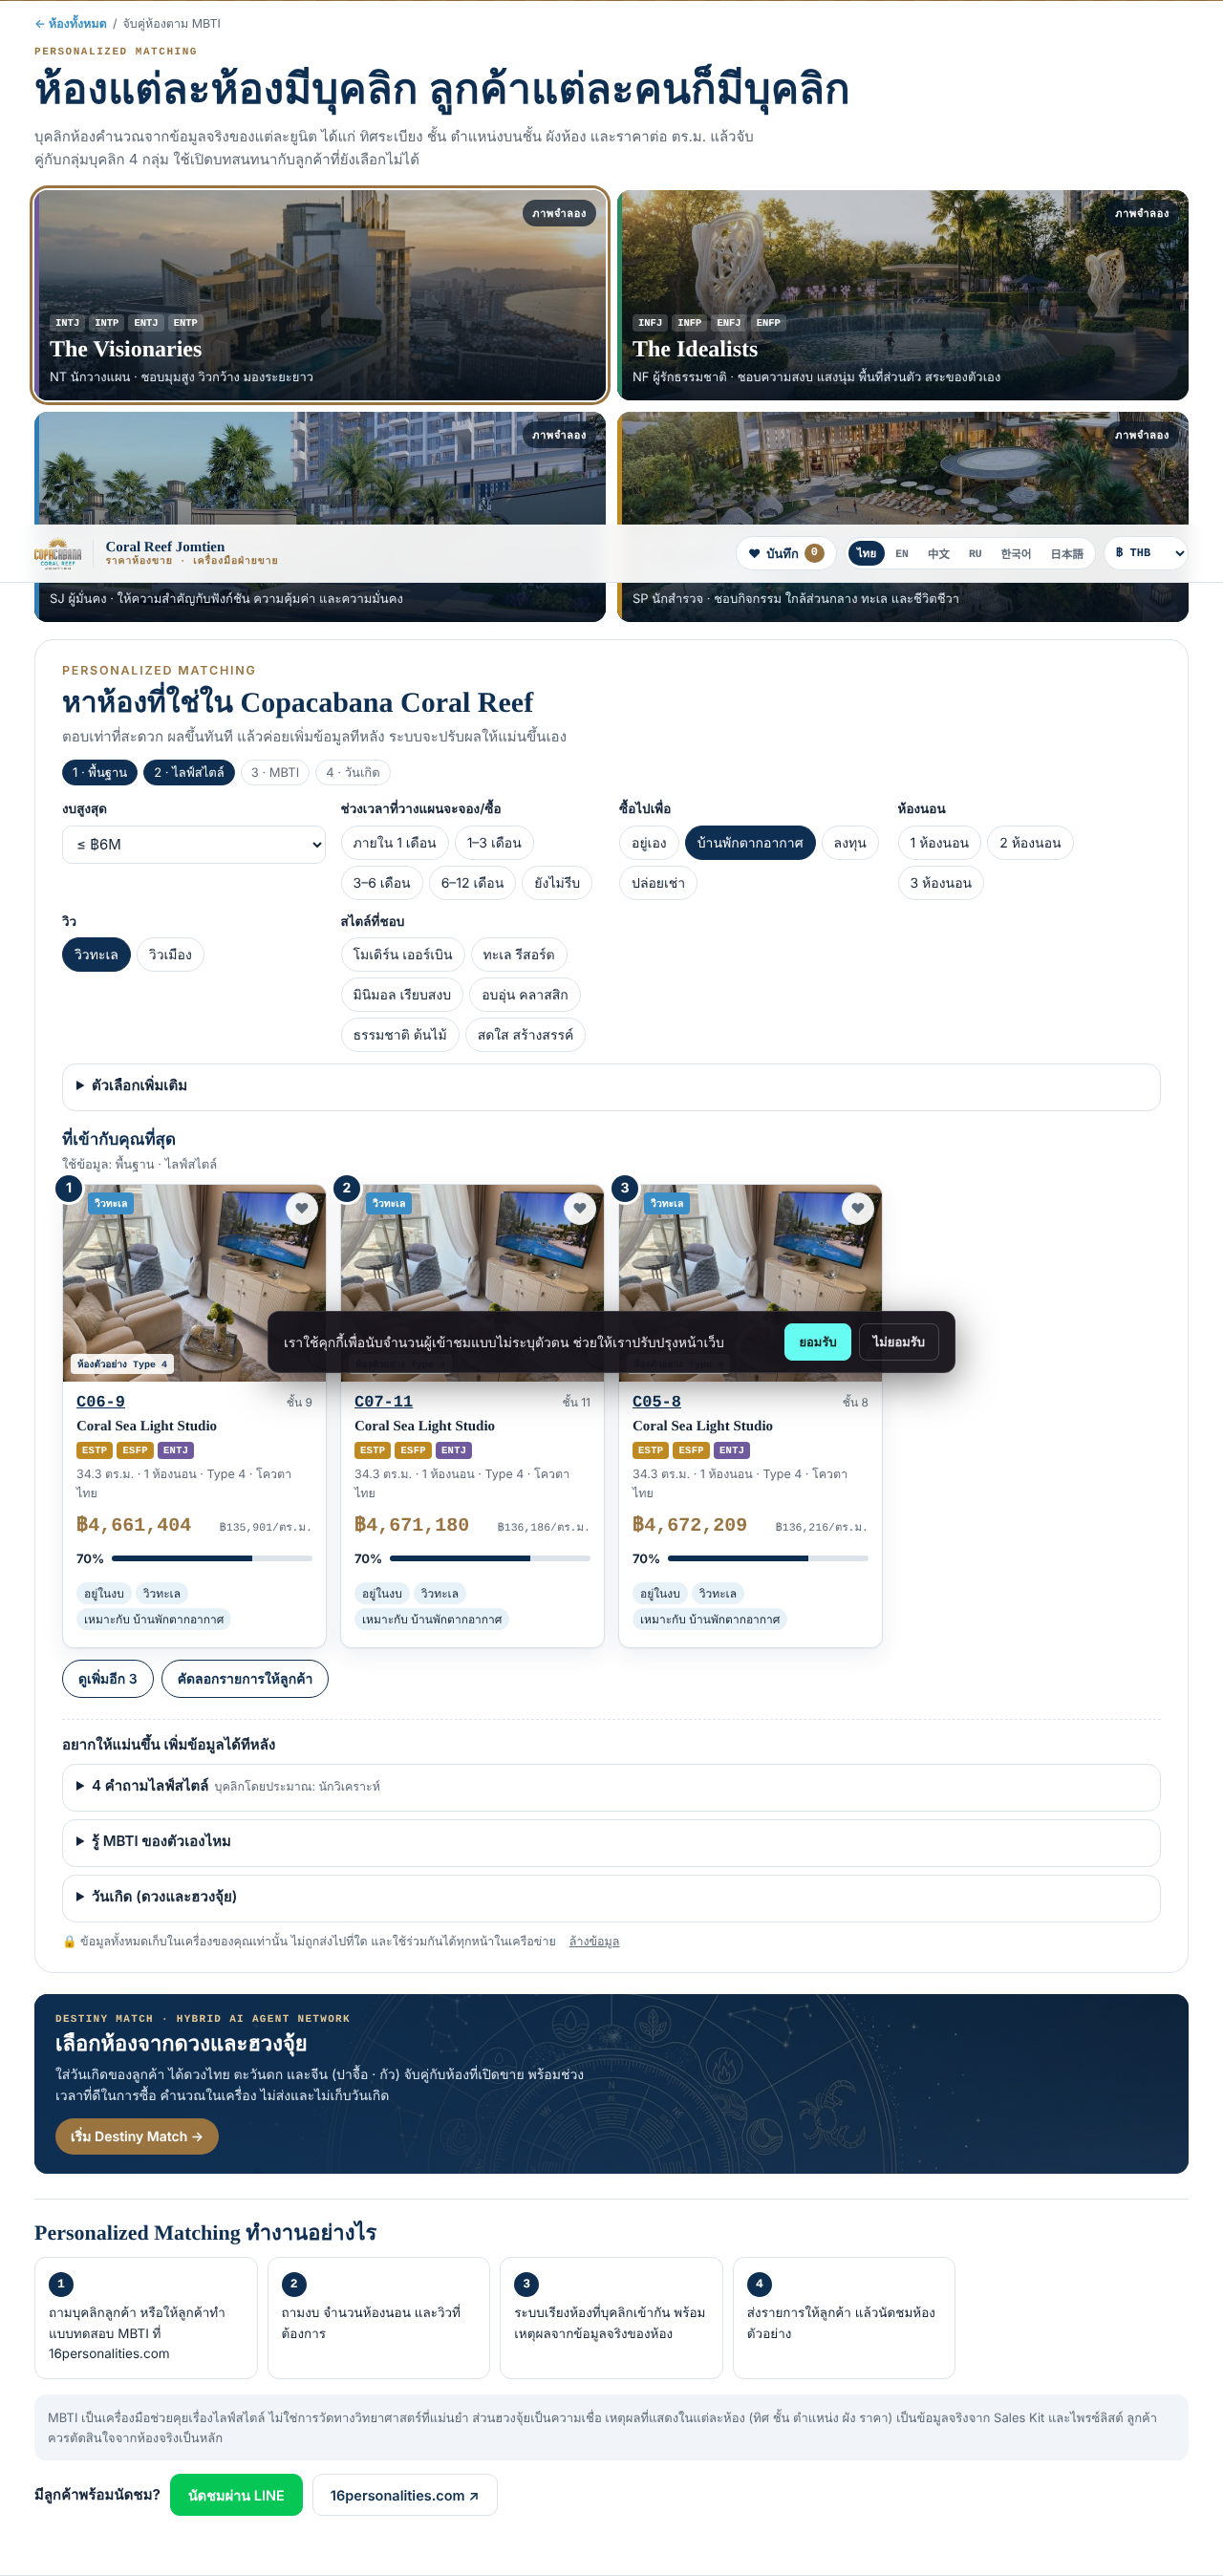 ← ห้องทั้งหมด / จับคู่ห้องตาม MBTI
PERSONALIZED MATCHING
ห้องแต่ละห้องมีบุคลิก ลูกค้าแต่ละคนก็มีบุคลิก
บุคลิกห้องคำนวณจากข้อมูลจริงของแต่ละยูนิต ได้แก่ ทิศระเบียง ชั้น ตำแหน่งบนชั้น ผังห้อง และราคาต่อ ตร.ม. แล้วจับ
คู่กับกลุ่มบุคลิก 4 กลุ่ม ใช้เปิดบทสนทนากับลูกค้าที่ยังเลือกไม่ได้
ภาพจำลอง
INTJ INTP ENTJ ENTP
The Visionaries
NT นักวางแผน · ชอบมุมสูง วิวกว้าง มองระยะยาว
ภาพจำลอง
INFJ INFP ENFJ ENFP
The Idealists
NF ผู้รักธรรมชาติ · ชอบความสงบ แสงนุ่ม พื้นที่ส่วนตัว สระของตัวเอง
ภาพจำลอง
ภาพจำลอง
COPACABANA
CORAL REEF
JOMTIEN
Coral Reef Jomtien
ราคาห้องขาย · เครื่องมือฝ่ายขาย
♥ บันทึก 0
ไทย EN 中文 RU 한국어 日本語
฿ THB
SJ ผู้มั่นคง · ให้ความสำคัญกับฟังก์ชัน ความคุ้มค่า และความมั่นคง
SP นักสำรวจ · ชอบกิจกรรม ใกล้ส่วนกลาง ทะเล และชีวิตชีวา
PERSONALIZED MATCHING
หาห้องที่ใช่ใน Copacabana Coral Reef
ตอบเท่าที่สะดวก ผลขึ้นทันที แล้วค่อยเพิ่มข้อมูลทีหลัง ระบบจะปรับผลให้แม่นขึ้นเอง
1 · พื้นฐาน 2 · ไลฟ์สไตล์ 3 · MBTI 4 · วันเกิด
งบสูงสุด
≤ ฿6M
ช่วงเวลาที่วางแผนจะจอง/ซื้อ
ภายใน 1 เดือน 1–3 เดือน
3–6 เดือน 6–12 เดือน ยังไม่รีบ
ซื้อไปเพื่อ
อยู่เอง บ้านพักตากอากาศ ลงทุน
ปล่อยเช่า
ห้องนอน
1 ห้องนอน 2 ห้องนอน
3 ห้องนอน
วิว
วิวทะเล วิวเมือง
สไตล์ที่ชอบ
โมเดิร์น เออร์เบิน ทะเล รีสอร์ต
มินิมอล เรียบสงบ อบอุ่น คลาสสิก
ธรรมชาติ ต้นไม้ สดใส สร้างสรรค์
▶ ตัวเลือกเพิ่มเติม
ที่เข้ากับคุณที่สุด
ใช้ข้อมูล: พื้นฐาน · ไลฟ์สไตล์
1
วิวทะเล
ห้องตัวอย่าง Type 4
C06-9 ชั้น 9
Coral Sea Light Studio
ESTP ESFP ENTJ
34.3 ตร.ม. · 1 ห้องนอน · Type 4 · โควตา
ไทย
฿4,661,404 ฿135,901/ตร.ม.
70%
อยู่ในงบ วิวทะเล
เหมาะกับ บ้านพักตากอากาศ
2
วิวทะเล
C07-11 ชั้น 11
Coral Sea Light Studio
ESTP ESFP ENTJ
34.3 ตร.ม. · 1 ห้องนอน · Type 4 · โควตา
ไทย
฿4,671,180 ฿136,186/ตร.ม.
70%
อยู่ในงบ วิวทะเล
เหมาะกับ บ้านพักตากอากาศ
3
วิวทะเล
C05-8 ชั้น 8
Coral Sea Light Studio
ESTP ESFP ENTJ
34.3 ตร.ม. · 1 ห้องนอน · Type 4 · โควตา
ไทย
฿4,672,209 ฿136,216/ตร.ม.
70%
อยู่ในงบ วิวทะเล
เหมาะกับ บ้านพักตากอากาศ
เราใช้คุกกี้เพื่อนับจำนวนผู้เข้าชมแบบไม่ระบุตัวตน ช่วยให้เราปรับปรุงหน้าเว็บ
ยอมรับ ไม่ยอมรับ
ดูเพิ่มอีก 3 คัดลอกรายการให้ลูกค้า
อยากให้แม่นขึ้น เพิ่มข้อมูลได้ทีหลัง
▶ 4 คำถามไลฟ์สไตล์ บุคลิกโดยประมาณ: นักวิเคราะห์
▶ รู้ MBTI ของตัวเองไหม
▶ วันเกิด (ดวงและฮวงจุ้ย)
🔒 ข้อมูลทั้งหมดเก็บในเครื่องของคุณเท่านั้น ไม่ถูกส่งไปที่ใด และใช้ร่วมกันได้ทุกหน้าในเครือข่าย ล้างข้อมูล
DESTINY MATCH · HYBRID AI AGENT NETWORK
เลือกห้องจากดวงและฮวงจุ้ย
ใส่วันเกิดของลูกค้า ได้ดวงไทย ตะวันตก และจีน (ปาจื้อ · กัว) จับคู่กับห้องที่เปิดขาย พร้อมช่วง
เวลาที่ดีในการซื้อ คำนวณในเครื่อง ไม่ส่งและไม่เก็บวันเกิด
เริ่ม Destiny Match →
Personalized Matching ทำงานอย่างไร
1
ถามบุคลิกลูกค้า หรือให้ลูกค้าทำ
แบบทดสอบ MBTI ที่
16personalities.com
2
ถามงบ จำนวนห้องนอน และวิวที่
ต้องการ
3
ระบบเรียงห้องที่บุคลิกเข้ากัน พร้อม
เหตุผลจากข้อมูลจริงของห้อง
4
ส่งรายการให้ลูกค้า แล้วนัดชมห้อง
ตัวอย่าง
MBTI เป็นเครื่องมือช่วยคุยเรื่องไลฟ์สไตล์ ไม่ใช่การวัดทางวิทยาศาสตร์ที่แม่นยำ ส่วนฮวงจุ้ยเป็นความเชื่อ เหตุผลที่แสดงในแต่ละห้อง (ทิศ ชั้น ตำแหน่ง ผัง ราคา) เป็นข้อมูลจริงจาก Sales Kit และไพรซ์ลิสต์ ลูกค้า
ควรตัดสินใจจากห้องจริงเป็นหลัก
มีลูกค้าพร้อมนัดชม? นัดชมผ่าน LINE 16personalities.com ↗